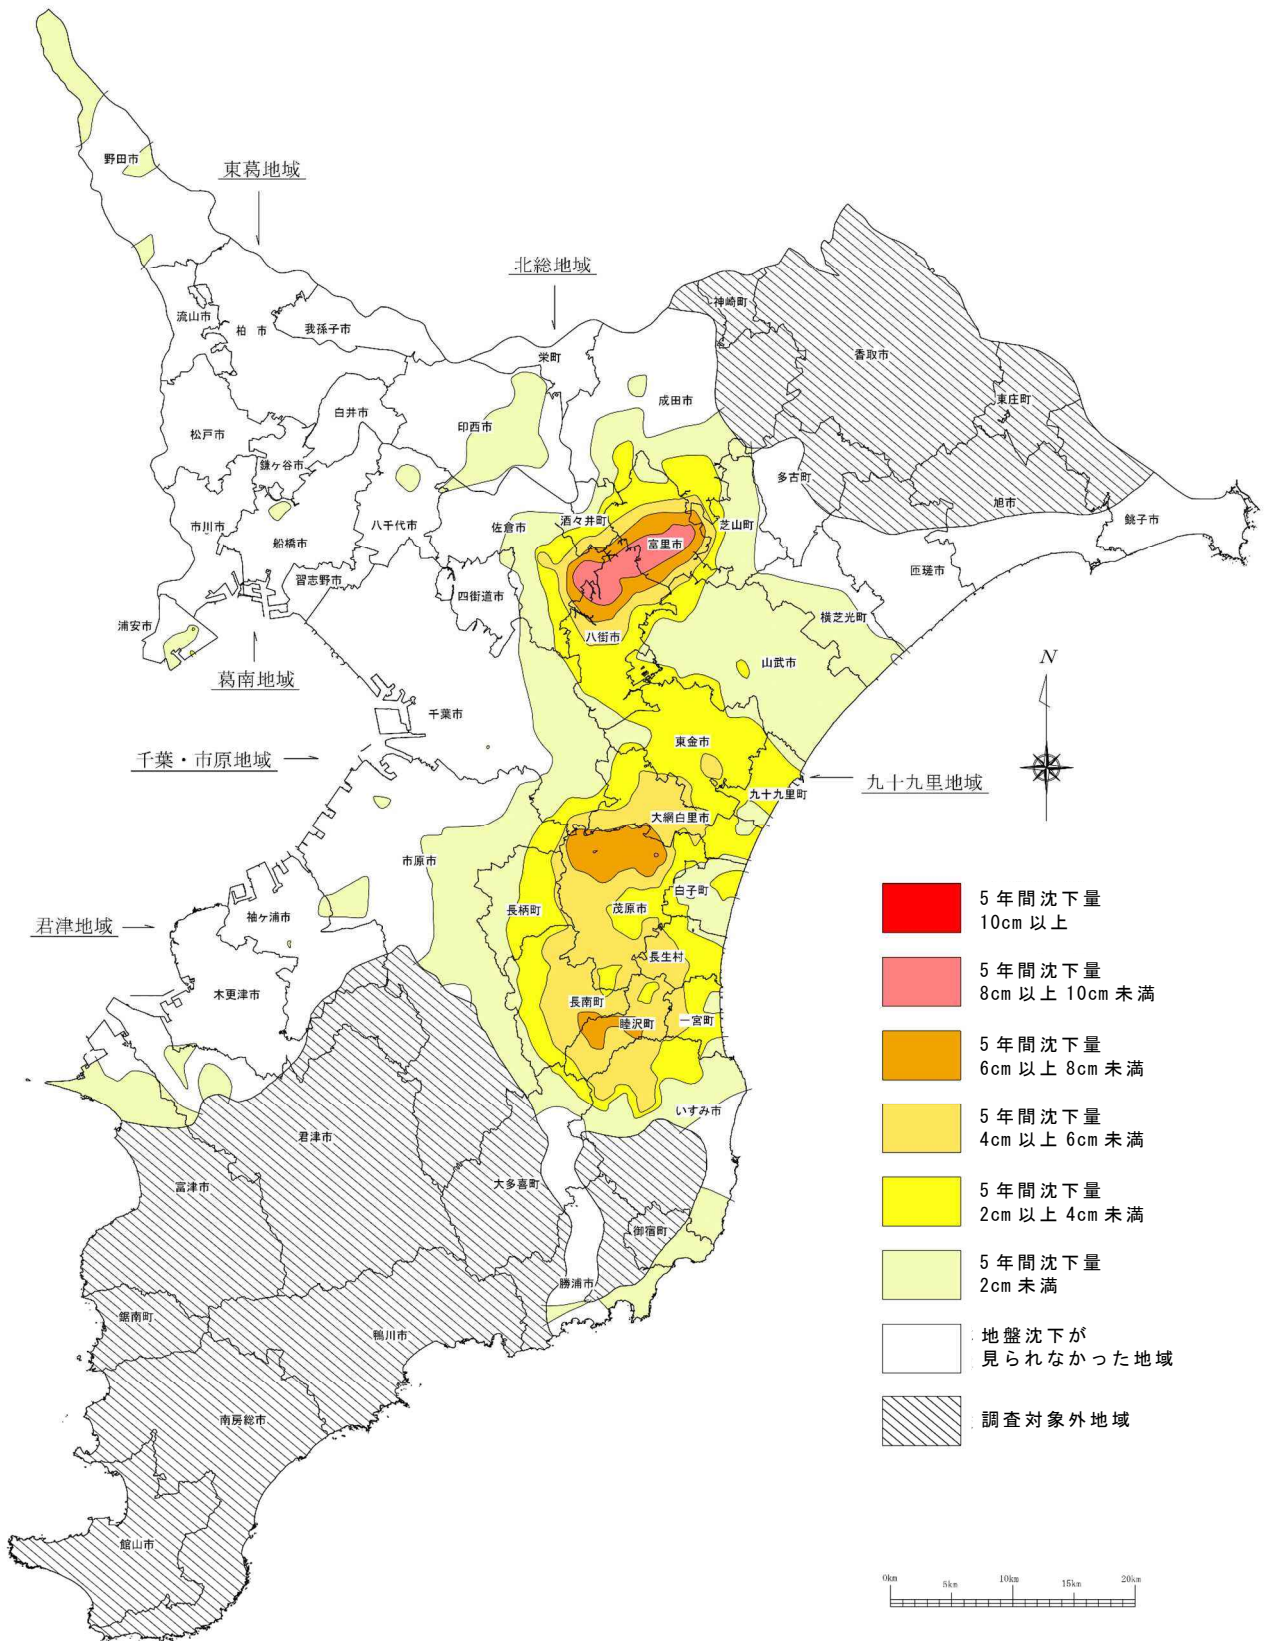 野田市
東葛地域
北総地域
神崎町
流山市
柏 市
我孫子市
栄町
香取市
成田市
東庄町
白井市
印西市
松戸市
鎌ヶ谷市
多古町
旭市
市川市
船橋市
八千代市
佐倉市
酒々井町
芝山町
銚子市
富里市
匝瑳市
習志野市
四街道市
横芝光町
浦安市
八街市
山武市
葛南地域
N
千葉市
東金市
千葉・市原地域
九十九里地域
九十九里町
大網白里市
市原市
白子町
長柄町
茂原市
袖ヶ浦市
君津地域
長生村
木更津市
長南町
睦沢町
一宮町
いすみ市
君津市
大多喜町
富津市
御宿町
勝浦市
鋸南町
鴨川市
南房総市
館山市
5年間沈下量
10cm以上
5年間沈下量
8cm以上10cm未満
5年間沈下量
6cm以上8cm未満
5年間沈下量
4cm以上6cm未満
5年間沈下量
2cm以上4cm未満
5年間沈下量
2cm未満
地盤沈下が
見られなかった地域
調査対象外地域
0km
5km
10km
15km
20km